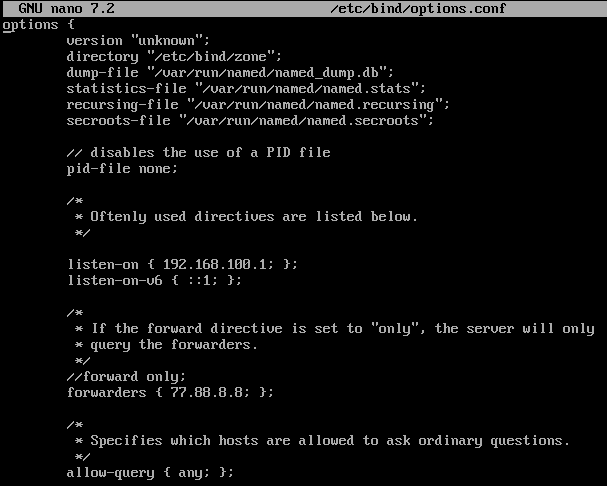 GNU nano 7.2 /etc/bind/options.conf
options {
version "unknown";
directory "/etc/bind/zone";
dump-file "/var/run/named/named_dump.db";
statistics-file "/var/run/named/named.stats";
recursing-file "/var/run/named/named.recursing";
secroots-file "/var/run/named/named.secroots";
// disables the use of a PID file
pid-file none;
/*
* Oftenly used directives are listed below.
*/
listen-on { 192.168.100.1; };
listen-on-v6 { ::1; };
/*
* If the forward directive is set to "only", the server will only
* query the forwarders.
*/
//forward only;
forwarders { 77.88.8.8; };
/*
* Specifies which hosts are allowed to ask ordinary questions.
*/
allow-query { any; };